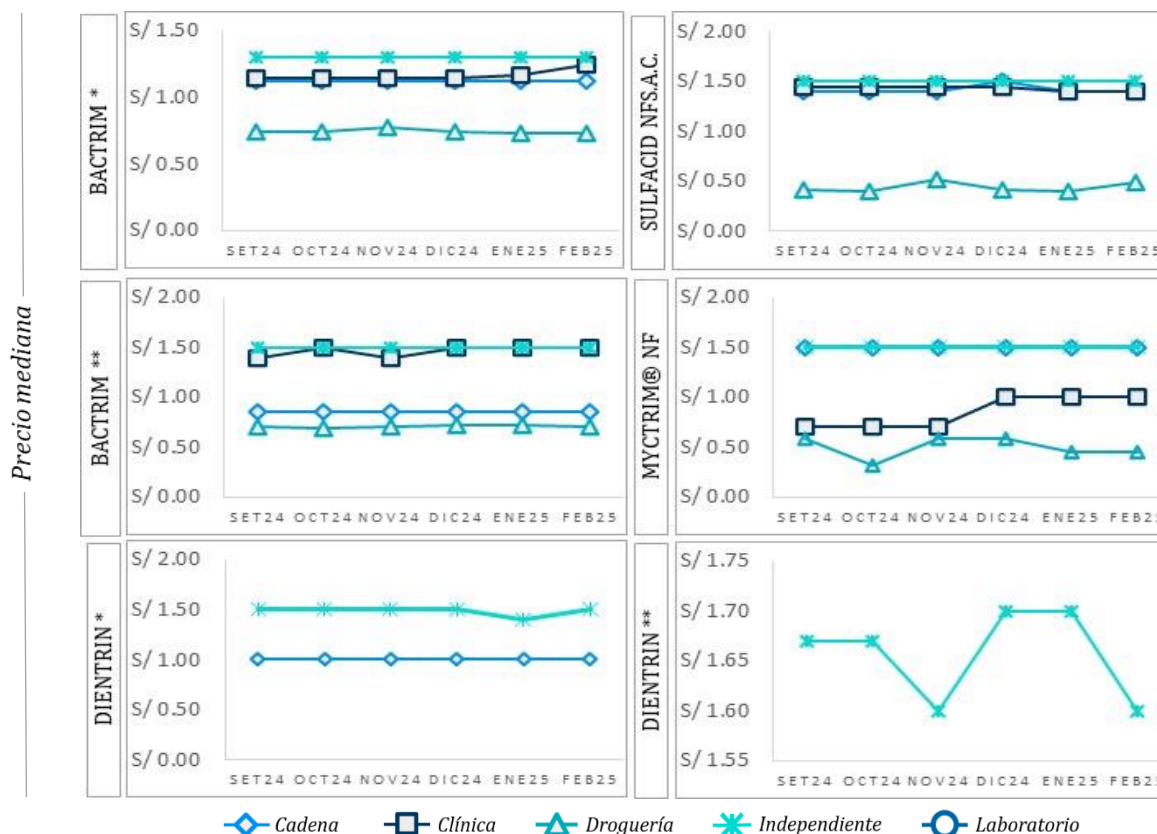 Precio mediana
BACTRIM *
S/ 1.50
S/ 1.00
S/ 0.50
S/ 0.00
SET24 OCT24 NOV24 DIC24 ENE25 FEB25
SULFACID NFS.A.C.
S/ 2.00
S/ 1.50
S/ 1.00
S/ 0.50
S/ 0.00
SET24 OCT24 NOV24 DIC24 ENE25 FEB25
BACTRIM **
S/ 2.00
S/ 1.50
S/ 1.00
S/ 0.50
S/ 0.00
SET24 OCT24 NOV24 DIC24 ENE25 FEB25
MYCTRIM® NF
S/ 2.00
S/ 1.50
S/ 1.00
S/ 0.50
S/ 0.00
SET24 OCT24 NOV24 DIC24 ENE25 FEB25
DIENTRIN *
S/ 2.00
S/ 1.50
S/ 1.00
S/ 0.50
S/ 0.00
SET24 OCT24 NOV24 DIC24 ENE25 FEB25
DIENTRIN **
S/ 1.75
S/ 1.70
S/ 1.65
S/ 1.60
S/ 1.55
SET24 OCT24 NOV24 DIC24 ENE25 FEB25
Cadena Clínica Droguería Independiente Laboratorio